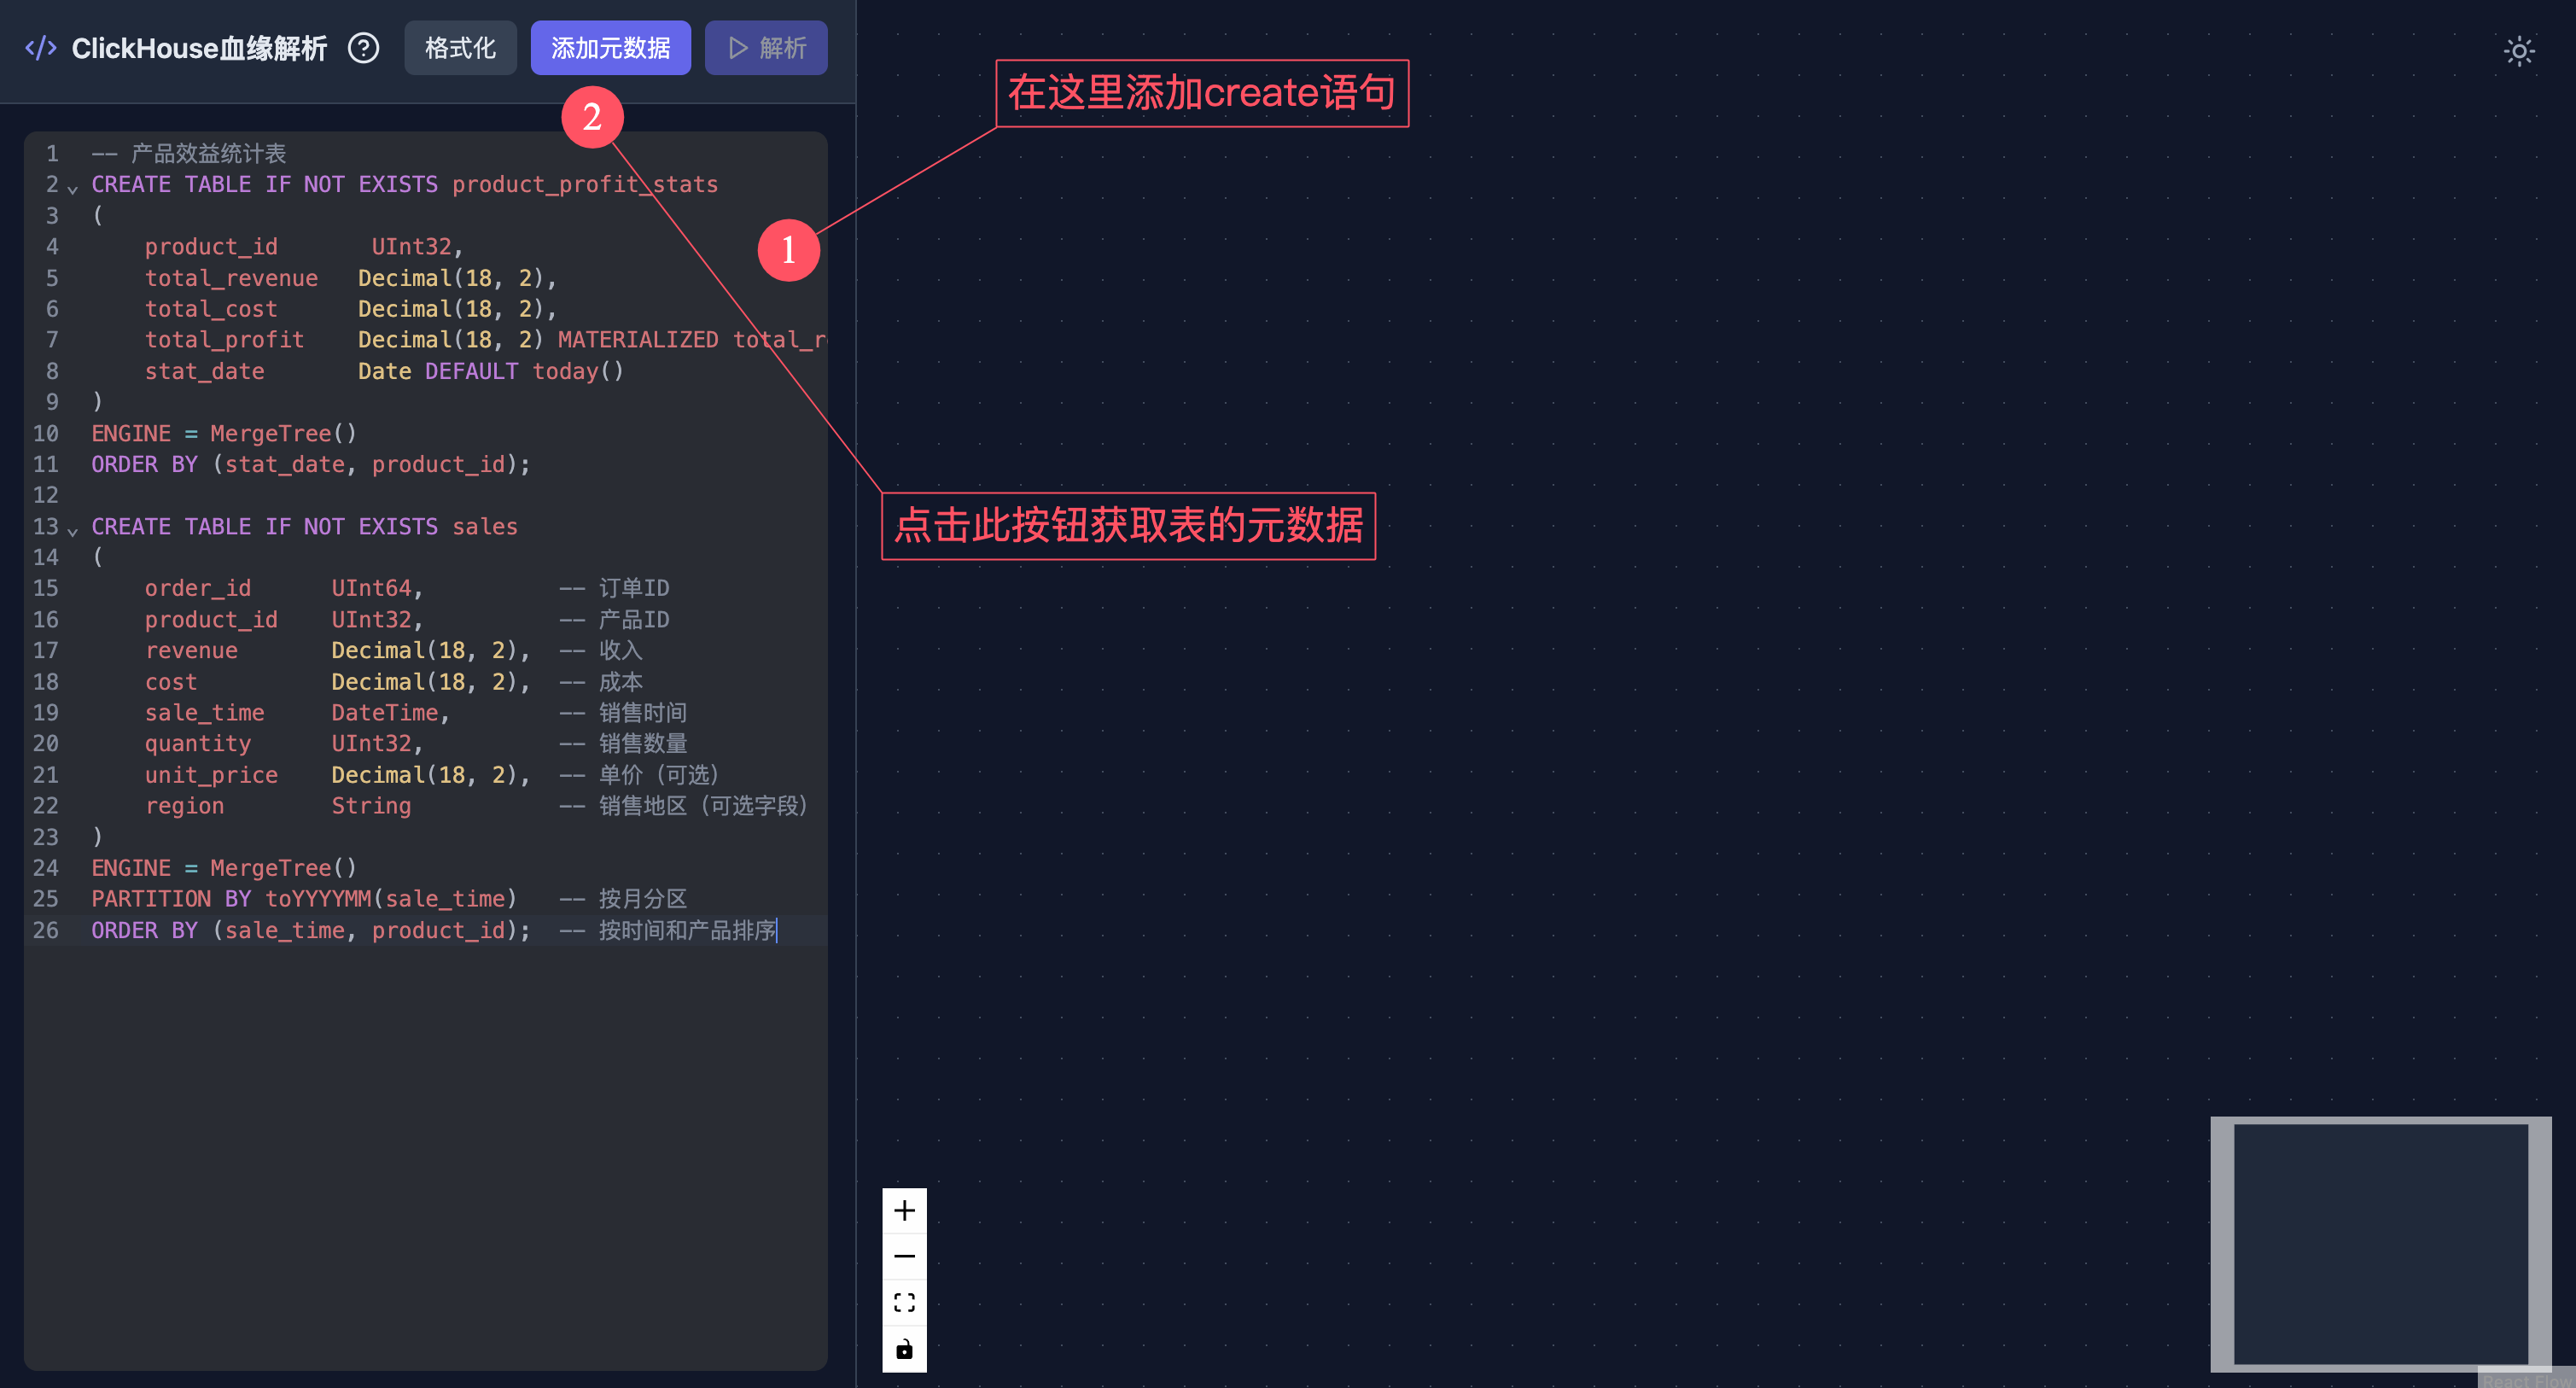 ClickHouse血缘解析
格式化
添加元数据
解析
在这里添加create语句
2
1
点击此按钮获取表的元数据
1 -- 产品效益统计表
2 CREATE TABLE IF NOT EXISTS product_profit_stats
3 (
4 product_id UInt32,
5 total_revenue Decimal(18, 2),
6 total_cost Decimal(18, 2),
7 total_profit Decimal(18, 2) MATERIALIZED
8 stat_date Date DEFAULT today()
9 )
10 ENGINE = MergeTree()
11 ORDER BY (stat_date, product_id);
12
13 CREATE TABLE IF NOT EXISTS sales
14 (
15 order_id UInt64, -- 订单ID
16 product_id UInt32, -- 产品ID
17 revenue Decimal(18, 2), -- 收入
18 cost Decimal(18, 2), -- 成本
19 sale_time DateTime, -- 销售时间
20 quantity UInt32, -- 销售数量
21 unit_price Decimal(18, 2), -- 单价（可选）
22 region String -- 销售地区（可选字段）
23 )
24 ENGINE = MergeTree()
25 PARTITION BY toYYYYMM(sale_time) -- 按月分区
26 ORDER BY (sale_time, product_id); -- 按时间和产品排序
React Flow